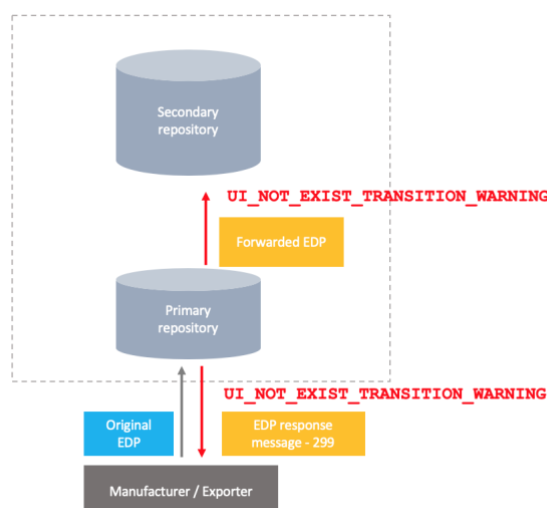 Secondary
repository
UI_NOT_EXIST_TRANSITION_WARNING
Forwarded EDP
Primary
repository
UI_NOT_EXIST_TRANSITION_WARNING
Original
EDP
EDP response
message - 299
Manufacturer / Exporter